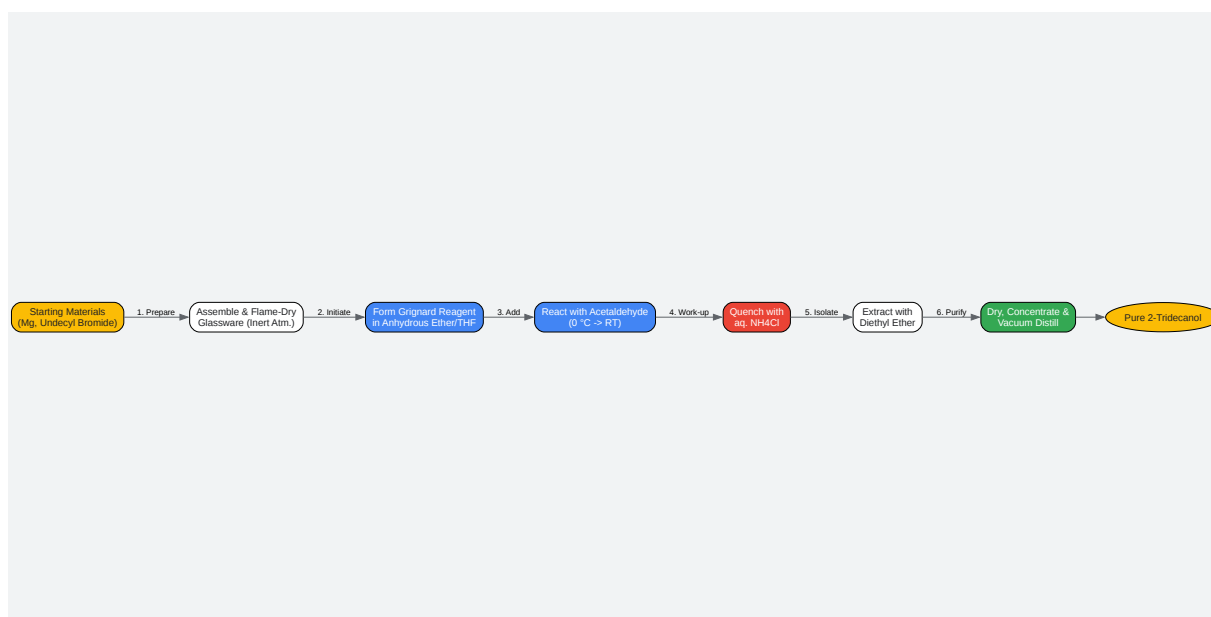 Starting Materials
(Mg, Undecyl Bromide)
1. Prepare
Assemble & Flame-Dry
Glassware (Inert Atm.)
2. Initiate
Form Grignard Reagent
in Anhydrous Ether/THF
3. Add
React with Acetaldehyde
(0 °C -> RT)
4. Work-up
Quench with
aq. NH4Cl
5. Isolate
Extract with
Diethyl Ether
6. Purify
Dry, Concentrate &
Vacuum Distill
Pure 2-Tridecanol